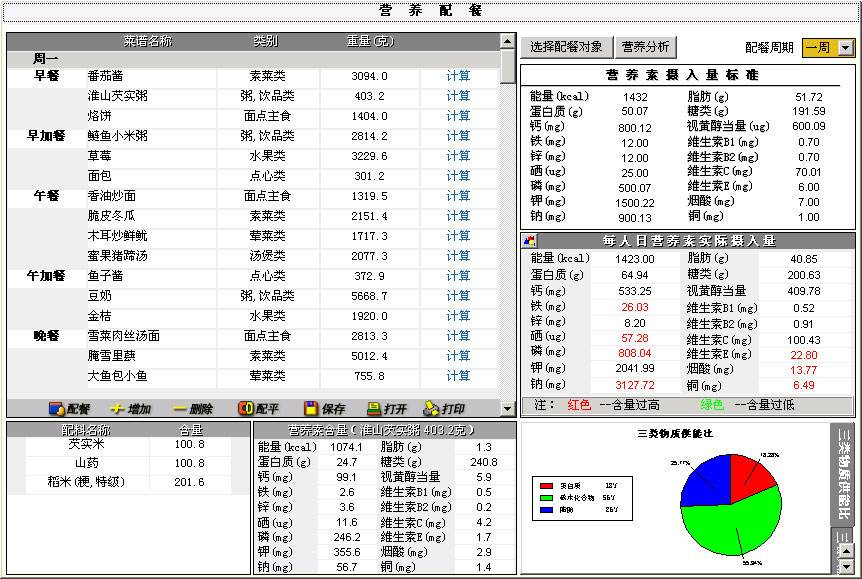 营 养 配 餐
菜谱名称 类别 重量(克)
周一
早餐 番茄酱 素菜类 3094.0 计算
淮山芡实粥 粥,饮品类 403.2 计算
烙饼 面点主食 1404.0 计算
早加餐 鲢鱼小米粥 粥,饮品类 2814.2 计算
草莓 水果类 3229.6 计算
面包 点心类 301.2 计算
午餐 香油炒面 面点主食 1319.5 计算
脆皮冬瓜 素菜类 2151.4 计算
木耳炒鲜鱿 荤菜类 1717.3 计算
蜜果猪蹄汤 汤煲类 2077.3 计算
午加餐 鱼子酱 点心类 372.9 计算
豆奶 粥,饮品类 5668.7 计算
金桔 水果类 1920.0 计算
晚餐 雪菜肉丝汤面 面点主食 2813.3 计算
腌雪里蕻 素菜类 5012.4 计算
大鱼包小鱼 荤菜类 755.8 计算
配餐 增加 删除 配平 保存 打开 打印
选择配餐对象 营养分析 配餐周期 一周
营养素摄入量标准
能量(kcal) 1432 脂肪(g) 51.72
蛋白质(g) 50.07 糖类(g) 191.59
钙(mg) 800.12 视黄醇当量(ug) 600.09
铁(mg) 12.00 维生素B1(mg) 0.70
锌(mg) 12.00 维生素B2(mg) 0.70
硒(ug) 25.00 维生素C(mg) 70.01
磷(mg) 500.07 维生素E(mg) 6.00
钾(mg) 1500.22 烟酸(mg) 7.00
钠(mg) 900.13 铜(mg) 1.00
每人日营养素实际摄入量
能量(kcal) 1423.00 脂肪(g) 40.85
蛋白质(g) 64.94 糖类(g) 200.63
钙(mg) 533.25 视黄醇当量 409.78
铁(mg) 26.03 维生素B1(mg) 0.52
锌(mg) 8.20 维生素B2(mg) 0.91
硒(ug) 57.28 维生素C(mg) 100.43
磷(mg) 808.04 维生素E(mg) 22.80
钾(mg) 2041.99 烟酸(mg) 13.77
钠(mg) 3127.72 铜(mg) 6.49
注: 红色 --含量过高 绿色 --含量过低
配料名称 含量
芡实米 100.8
山药 100.8
稻米(粳,特级) 201.6
营养素含量(淮山芡实粥 403.2克)
能量(kcal) 1074.1 脂肪(g) 1.3
蛋白质(g) 24.7 糖类(g) 240.8
钙(mg) 99.1 视黄醇当量 5.9
铁(mg) 2.6 维生素B1(mg) 0.5
锌(mg) 3.6 维生素B2(mg) 0.2
硒(ug) 11.6 维生素C(mg) 4.2
磷(mg) 246.2 维生素E(mg) 1.7
钾(mg) 355.6 烟酸(mg) 2.9
钠(mg) 56.7 铜(mg) 1.4
三类物质供能比
蛋白质 18%
碳水化合物 56%
脂肪 26%
25.77%
三类物质供能比
三